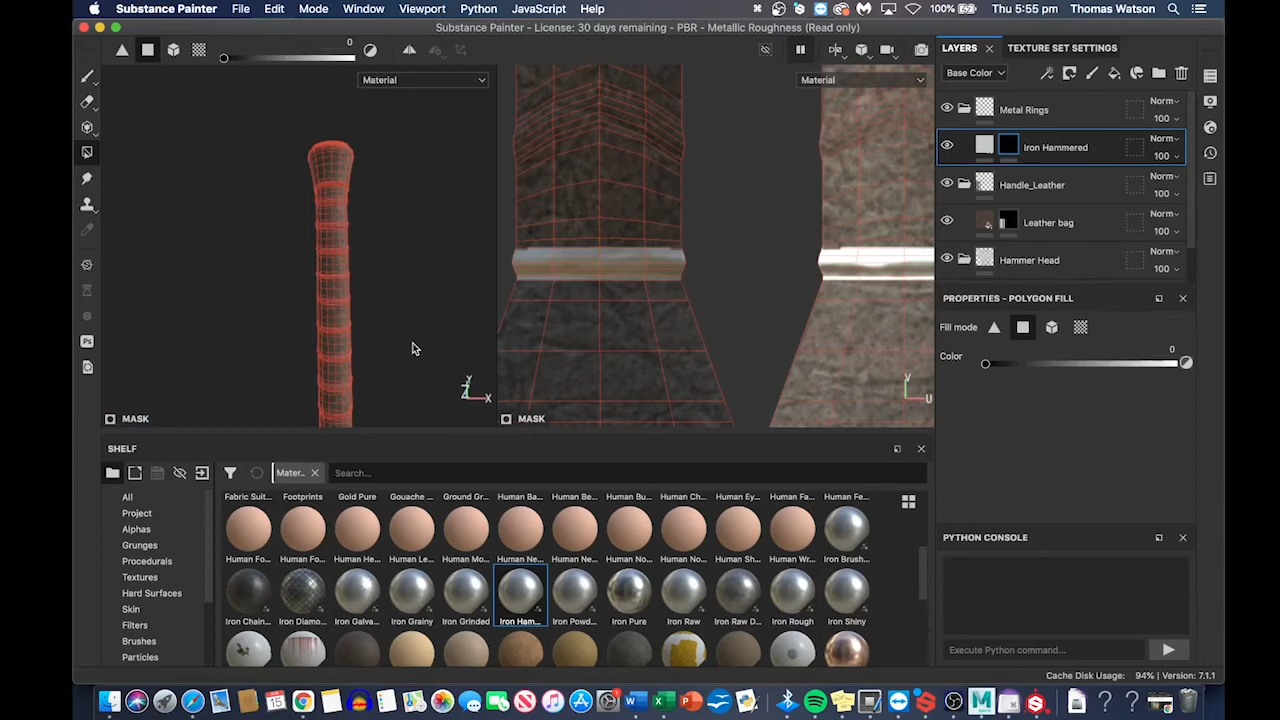 Substance Painter File Edit Mode Window Viewport Python JavaScript Help 100% Thu 5:55 pm Thomas Watson
Substance Painter - License: 30 days remaining - PBR - Metallic Roughness (Read only)
0
LAYERS
TEXTURE SET SETTINGS
Base Color
Material
Material
Metal Rings
Norm
100
Iron Hammered
Norm
100
Handle_Leather
Norm
100
Leather bag
Norm
100
Hammer Head
Norm
100
PROPERTIES - POLYGON FILL
Fill mode
Color
0
Y
Z
X
V
U
MASK
MASK
SHELF
Mater..
Search...
All
Project
Alphas
Grunges
Procedurals
Textures
Hard Surfaces
Skin
Filters
Brushes
Particles
Fabric Suit... Footprints Gold Pure Gouache ... Ground Gr... Human Ba... Human Be... Human Bu... Human Ch... Human Ey... Human Fa... Human Fe...
Human Fo... Human Fo... Human He... Human Le... Human Mo... Human Ne... Human Ne... Human No... Human No... Human Sh... Human Wr... Iron Brush...
Iron Chain... Iron Diamo... Iron Galva... Iron Grainy Iron Grinded Iron Ham... Iron Powd... Iron Pure Iron Raw Iron Raw D... Iron Rough Iron Shiny
PYTHON CONSOLE
Execute Python command...
Cache Disk Usage: 94% | Version: 7.1.1